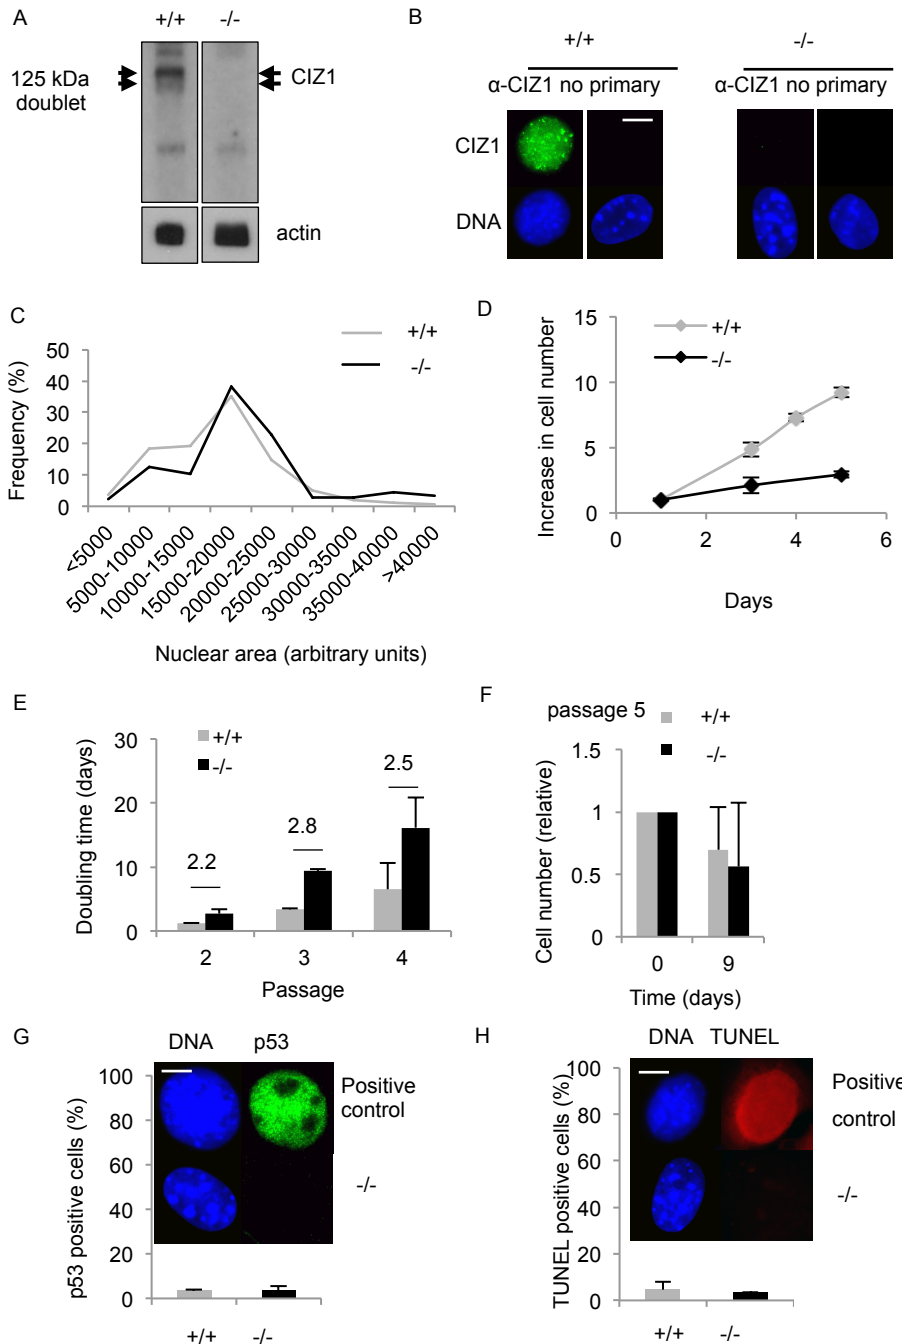 A
+/+ -/-
125 kDa
doublet
CIZ1
actin
B
+/+ -/-
α-CIZ1 no primary α-CIZ1 no primary
CIZ1
DNA
C
+/+
-/-
Frequency (%)
50
40
30
20
10
0
<5000
5000-10000
10000-15000
15000-20000
20000-25000
25000-30000
30000-35000
35000-40000
>40000
Nuclear area (arbitrary units)
D
+/+
-/-
Increase in cell number
15
10
5
0
0 2 4 6
Days
E
+/+
-/-
Doubling time (days)
30
20
10
0
2.2
2.8
2.5
2 3 4
Passage
F
passage 5
+/+
-/-
Cell number (relative)
1.5
1
0.5
0
0 9
Time (days)
G
DNA p53
Positive
control
-/-
p53 positive cells (%)
100
80
60
40
20
0
+/+ -/-
H
DNA TUNEL
Positive
control
-/-
TUNEL positive cells (%)
100
80
60
40
20
0
+/+ -/-